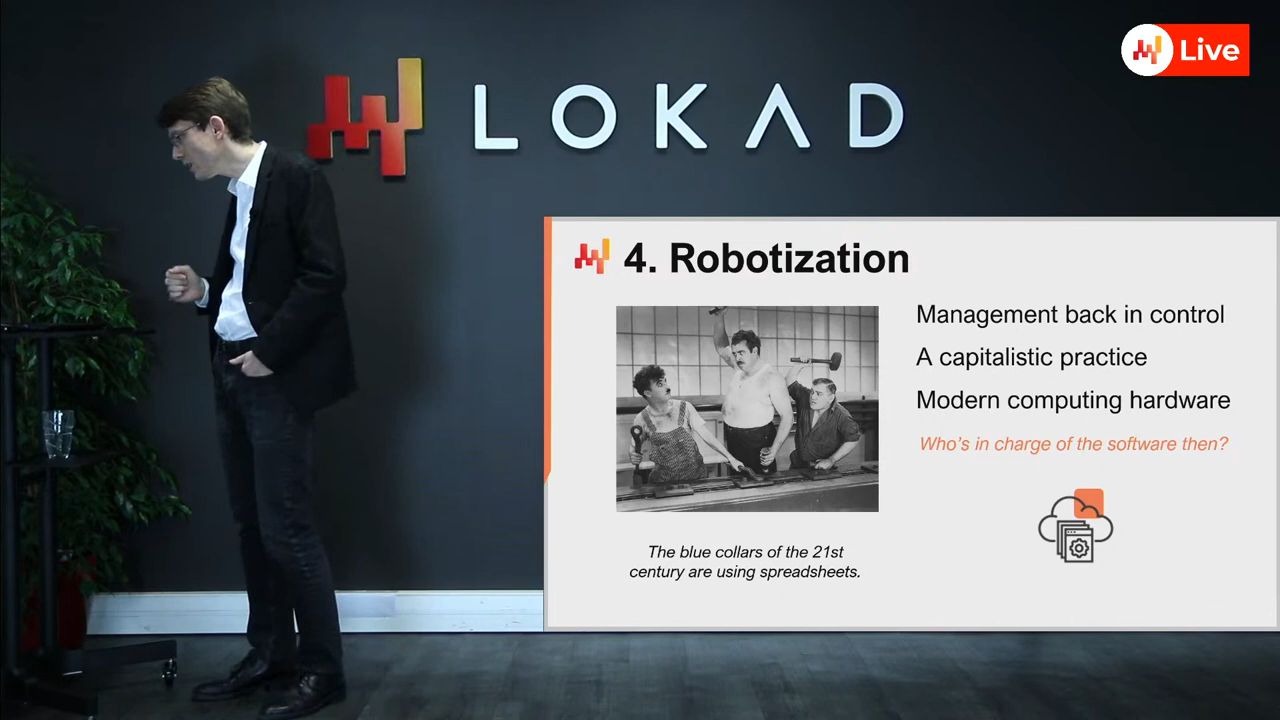 Live
LOKAD
4. Robotization
Management back in control
A capitalistic practice
Modern computing hardware
Who's in charge of the software then?
The blue collars of the 21st
century are using spreadsheets.